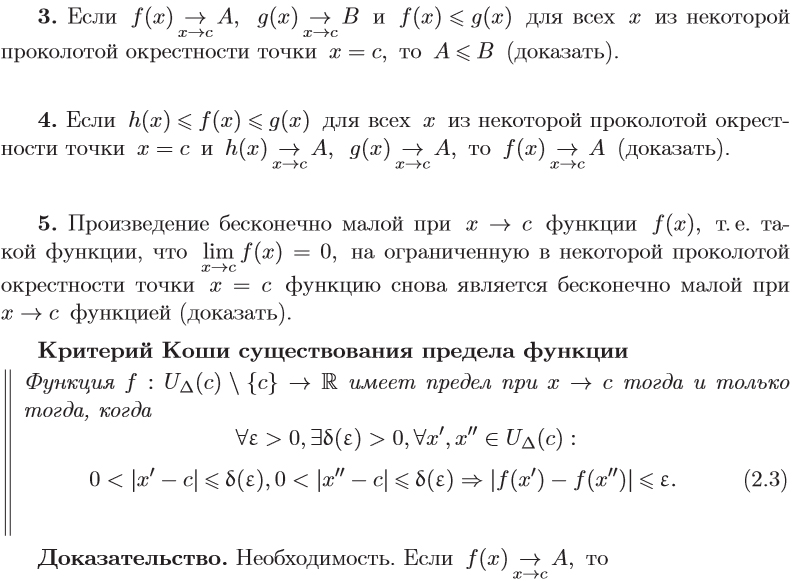 3. Если f(x) → A, g(x) → B и f(x) ⩽ g(x) для всех x из некоторой
x→c x→c
проколотой окрестности точки x = c, то A ⩽ B (доказать).
4. Если h(x) ⩽ f(x) ⩽ g(x) для всех x из некоторой проколотой окрест-
ности точки x = c и h(x) → A, g(x) → A, то f(x) → A (доказать).
x→c x→c x→c
5. Произведение бесконечно малой при x → c функции f(x), т. е. та-
кой функции, что lim f(x) = 0, на ограниченную в некоторой проколотой
x→c
окрестности точки x = c функцию снова является бесконечно малой при
x → c функцией (доказать).
Критерий Коши существования предела функции
Функция f : U_Δ(c) \ {c} → ℝ имеет предел при x → c тогда и только
тогда, когда
∀ε > 0, ∃δ(ε) > 0, ∀x′, x″ ∈ U_Δ(c) :
0 < |x′ − c| ⩽ δ(ε), 0 < |x″ − c| ⩽ δ(ε) ⇒ |f(x′) − f(x″)| ⩽ ε. (2.3)
Доказательство. Необходимость. Если f(x) → A, то
x→c